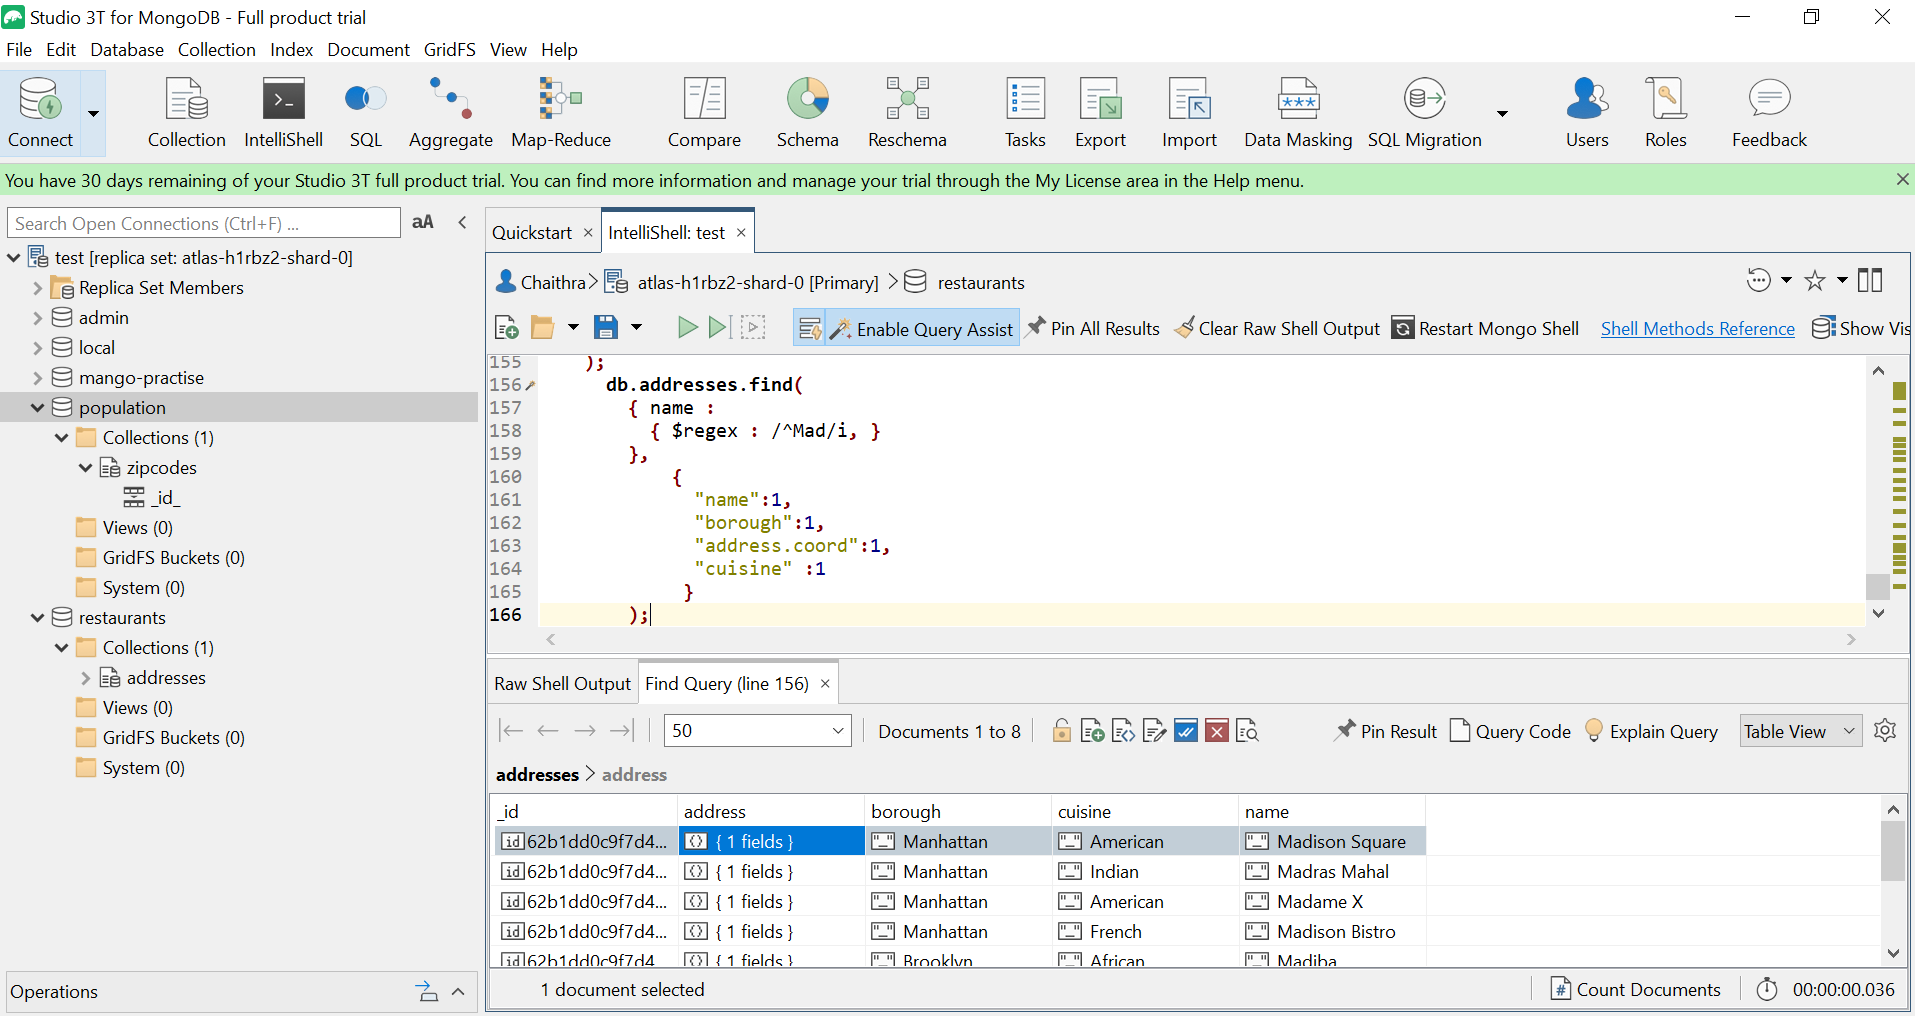 Studio 3T for MongoDB - Full product trial
File Edit Database Collection Index Document GridFS View Help
Connect Collection IntelliShell SQL Aggregate Map-Reduce Compare Schema Reschema Tasks Export Import Data Masking SQL Migration Users Roles Feedback
You have 30 days remaining of your Studio 3T full product trial. You can find more information and manage your trial through the My License area in the Help menu.
Search Open Connections (Ctrl+F) ... aA
test [replica set: atlas-h1rbz2-shard-0]
Replica Set Members
admin
local
mango-practise
population
Collections (1)
zipcodes
_id_
Views (0)
GridFS Buckets (0)
System (0)
restaurants
Collections (1)
addresses
Views (0)
GridFS Buckets (0)
System (0)
Operations
Quickstart IntelliShell: test
Chaithra atlas-h1rbz2-shard-0 [Primary] restaurants
Enable Query Assist Pin All Results Clear Raw Shell Output Restart Mongo Shell Shell Methods Reference Show Vis
155 );
156 db.addresses.find(
157 { name :
158 { $regex : /^Mad/i, }
159 },
160 {
161 "name":1,
162 "borough":1,
163 "address.coord":1,
164 "cuisine" :1
165 }
166 );
Raw Shell Output Find Query (line 156)
50 Documents 1 to 8 Pin Result Query Code Explain Query Table View
addresses > address
_id address borough cuisine name
62b1dd0c9f7d4... { 1 fields } Manhattan American Madison Square
62b1dd0c9f7d4... { 1 fields } Manhattan Indian Madras Mahal
62b1dd0c9f7d4... { 1 fields } Manhattan American Madame X
62b1dd0c9f7d4... { 1 fields } Manhattan French Madison Bistro
62b1dd0c9f7d4... { 1 fields } Brooklyn African Madiba
1 document selected Count Documents 00:00:00.036